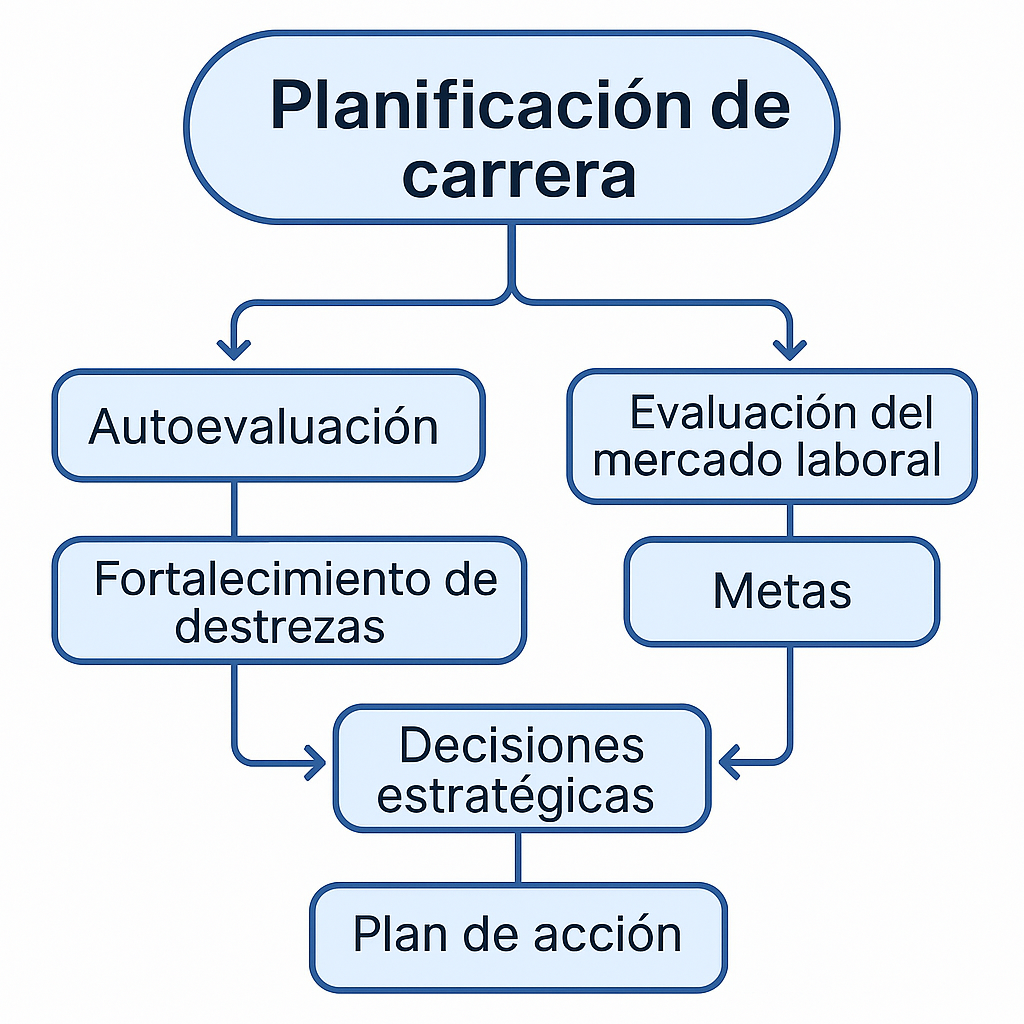 Planificación de
carrera
Autoevaluación
Evaluación del
mercado laboral
Fortalecimiento de
destrezas
Metas
Decisiones
estratégicas
Plan de acción